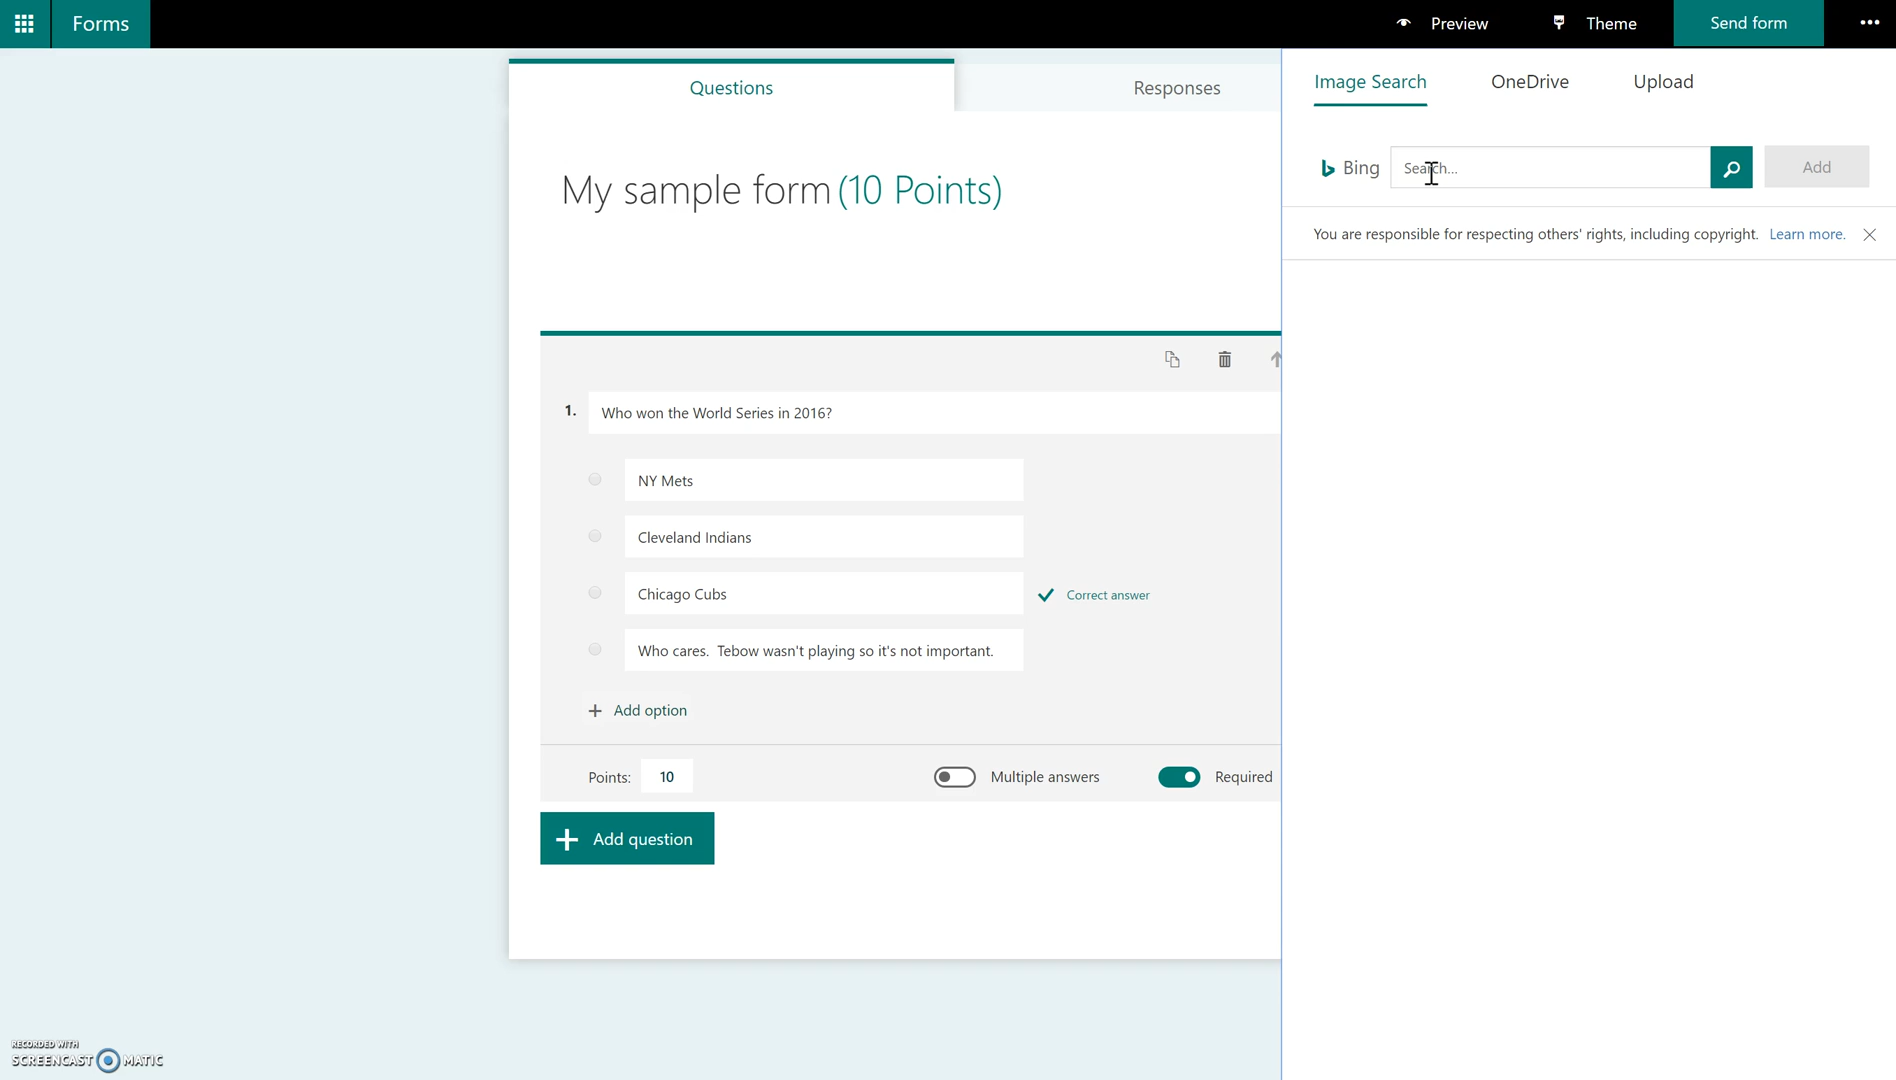 Forms
Preview
Theme
Send form
Questions
Responses
Image Search
OneDrive
Upload
Bing
Search...
Add
You are responsible for respecting others' rights, including copyright. Learn more.
My sample form (10 Points)
1. Who won the World Series in 2016?
NY Mets
Cleveland Indians
Chicago Cubs
Correct answer
Who cares. Tebow wasn't playing so it's not important.
+ Add option
Points: 10
Multiple answers
Required
+ Add question
RECORDED WITH
SCREENCAST MATIC